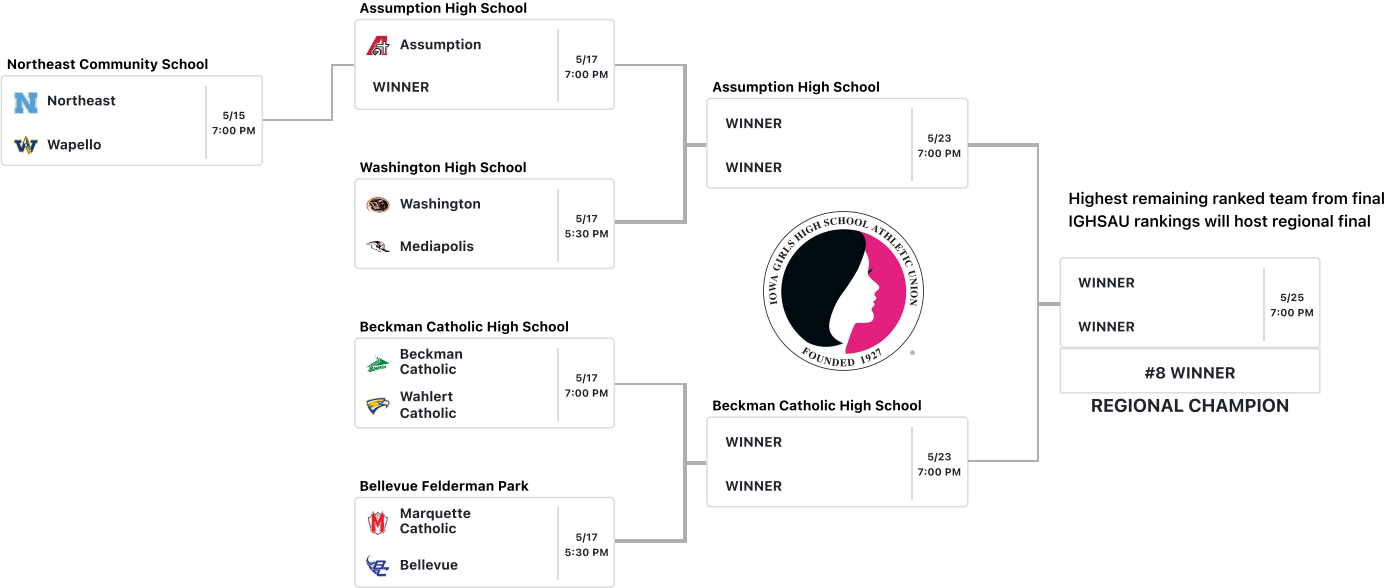 Northeast Community School
Northeast
Wapello
5/15
7:00 PM
Assumption High School
Assumption
WINNER
5/17
7:00 PM
Washington High School
Washington
Mediapolis
5/17
5:30 PM
Beckman Catholic High School
Beckman
Catholic
Wahlert
Catholic
5/17
7:00 PM
Bellevue Felderman Park
Marquette
Catholic
Bellevue
5/17
5:30 PM
Assumption High School
WINNER
WINNER
5/23
7:00 PM
IOWA GIRLS HIGH SCHOOL ATHLETIC UNION
FOUNDED 1927
Beckman Catholic High School
WINNER
WINNER
5/23
7:00 PM
Highest remaining ranked team from final
IGHSAU rankings will host regional final
WINNER
WINNER
5/25
7:00 PM
#8 WINNER
REGIONAL CHAMPION